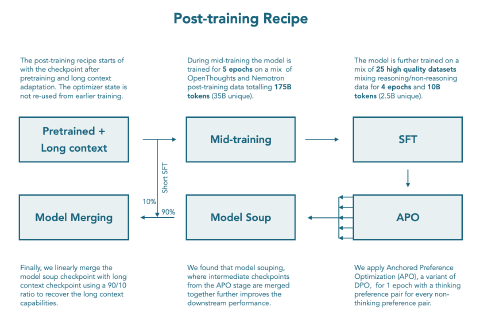 Post-training Recipe
The post-training recipe starts of
with the checkpoint after
pretraining and long context
adaptation. The optimizer state is
not re-used from earlier training.
During mid-training the model is
trained for 5 epochs on a mix of
OpenThoughts and Nemotron
post-training data totalling 175B
tokens (35B unique).
The model is further trained on a
mix of 25 high quality datasets
mixing reasoning/non-reasoning
data for 4 epochs and 10B
tokens (2.5B unique).
Pretrained +
Long context
Mid-training
SFT
Short SFT
10%
90%
Model Merging
Model Soup
APO
Finally, we linearly merge the
model soup checkpoint with long
context checkpoint using a 90/10
ratio to recover the long context
capabilities.
We found that model souping,
where intermediate checkpoints
from the APO stage are merged
together further improves the
downstream performance.
We apply Anchored Preference
Optimization (APO), a variant of
DPO, for 1 epoch with a thinking
preference pair for every non-
thinking preference pair.